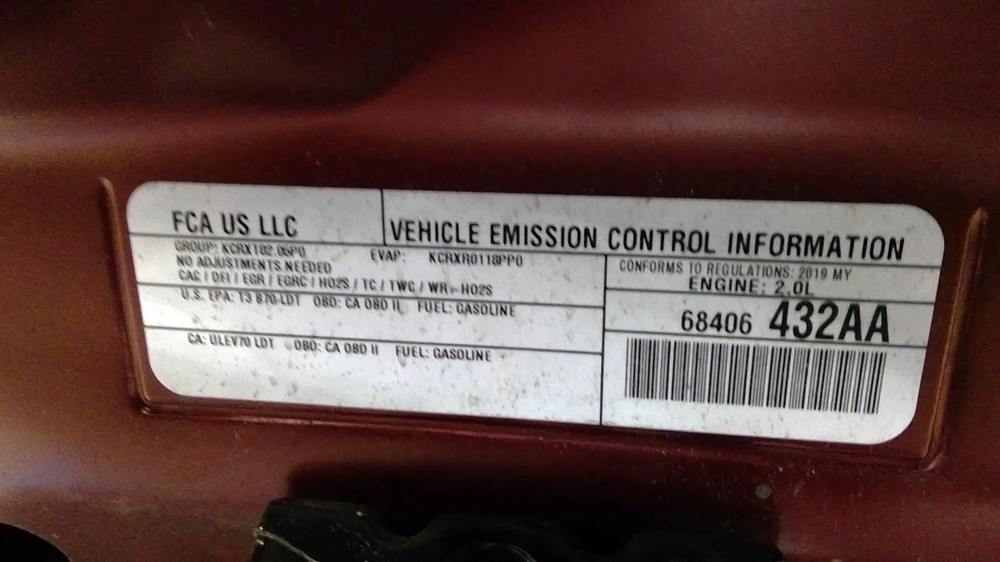 FCA US LLC
VEHICLE EMISSION CONTROL INFORMATION
GROUP: KCRXT02.05P0 EVAP: KCRXR0118PP0
NO ADJUSTMENTS NEEDED
CAC / DFI / EGR / EGRC / HO2S / TC / TWC / WR-HO2S
U.S. EPA: T3 B70 LDT OBD: CA OBD II FUEL: GASOLINE
CA: ULEV70 LDT OBD: CA OBD II FUEL: GASOLINE
CONFORMS TO REGULATIONS: 2019 MY
ENGINE: 2.0L
68406 432AA